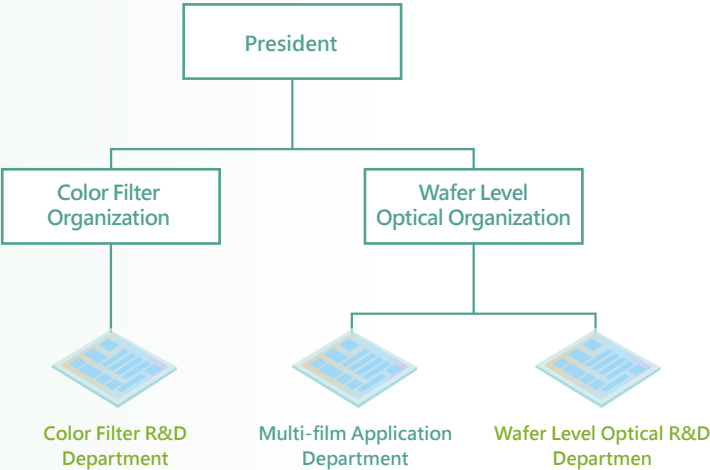 President
Color Filter
Organization
Wafer Level
Optical Organization
Color Filter R&D
Department
Multi-film Application
Department
Wafer Level Optical R&D
Departmen